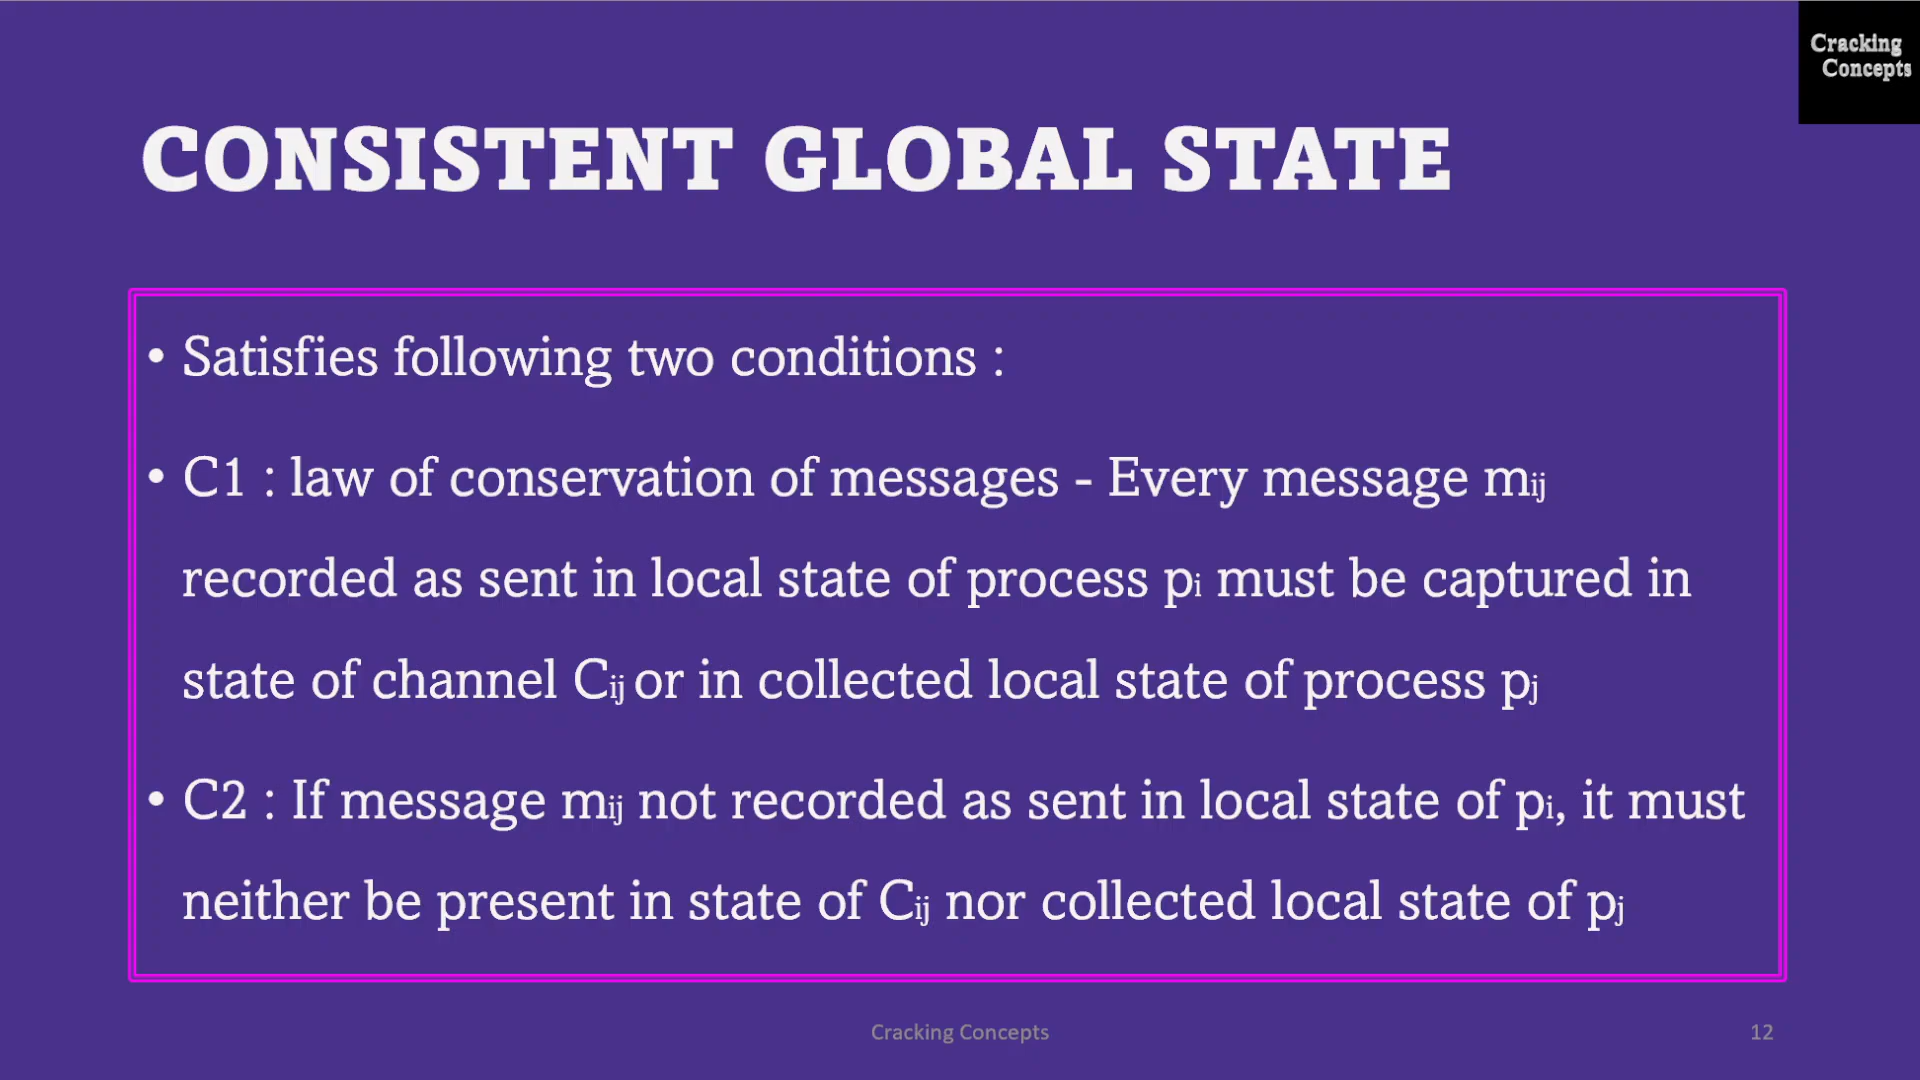 Cracking
Concepts
CONSISTENT GLOBAL STATE
• Satisfies following two conditions :
• C1 : law of conservation of messages - Every message mij
recorded as sent in local state of process pi must be captured in
state of channel Cij or in collected local state of process pj
• C2 : If message mij not recorded as sent in local state of pi, it must
neither be present in state of Cij nor collected local state of pj
Cracking Concepts
12